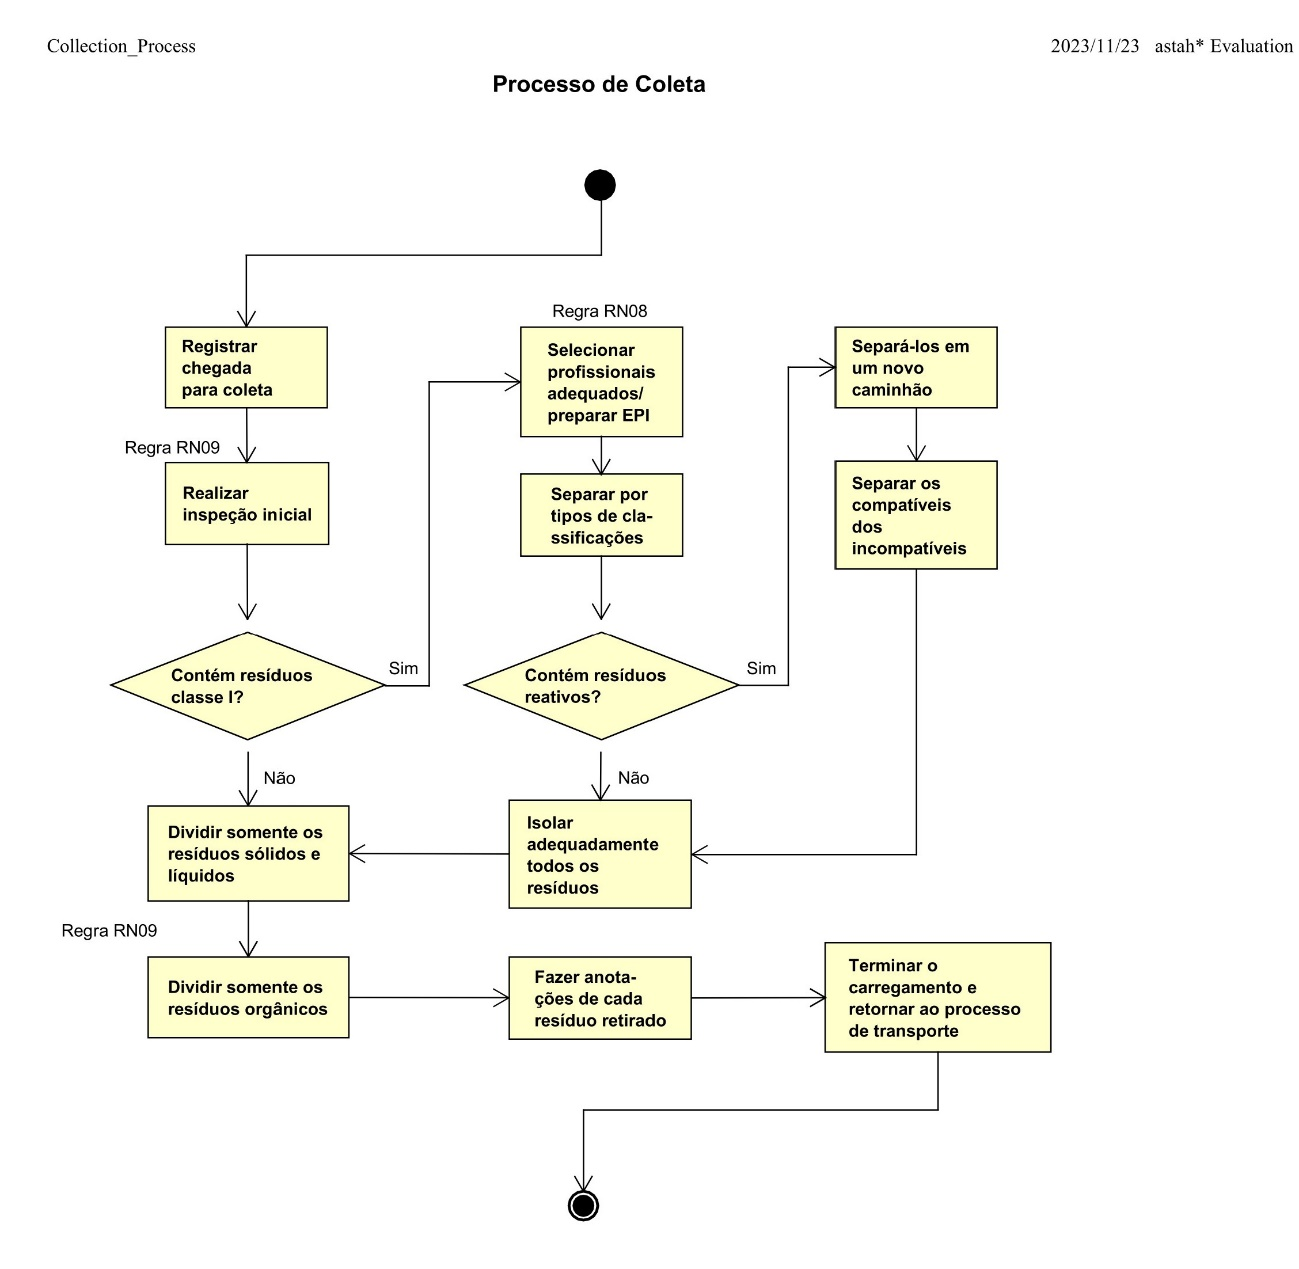 Collection_Process
2023/11/23 astah* Evaluation
Processo de Coleta
Registrar
chegada
para coleta
Regra RN09
Realizar
inspeção inicial
Contém resíduos
classe I?
Sim
Não
Regra RN08
Selecionar
profissionais
adequados/
preparar EPI
Separar por
tipos de cla-
ssificações
Contém resíduos
reativos?
Sim
Não
Separá-los em
um novo
caminhão
Separar os
compatíveis
dos
incompatíveis
Isolar
adequadamente
todos os
resíduos
Dividir somente os
resíduos sólidos e
líquidos
Regra RN09
Dividir somente os
resíduos orgânicos
Fazer anota-
ções de cada
resíduo retirado
Terminar o
carregamento e
retornar ao processo
de transporte